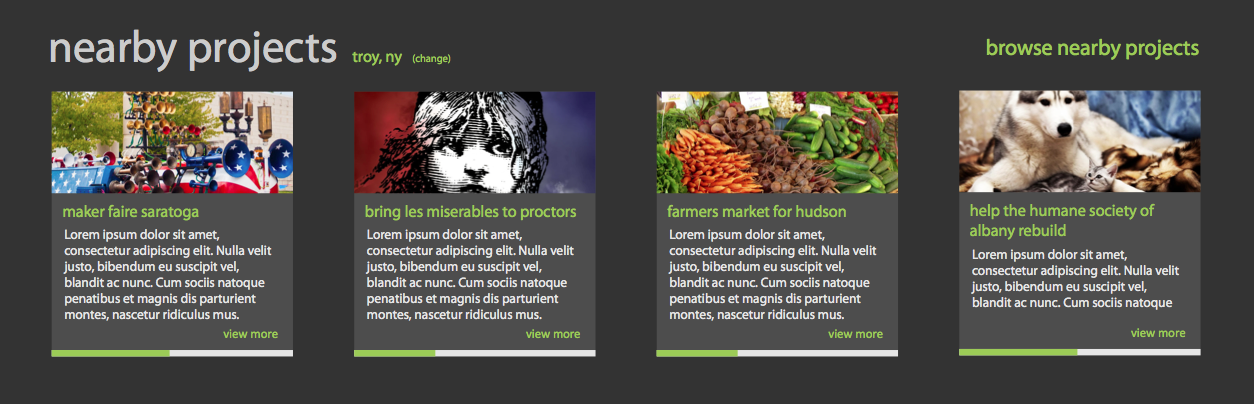 nearby projects troy, ny (change) browse nearby projects
maker faire saratoga
Lorem ipsum dolor sit amet,
consectetur adipiscing elit. Nulla velit
justo, bibendum eu suscipit vel,
blandit ac nunc. Cum sociis natoque
penatibus et magnis dis parturient
montes, nascetur ridiculus mus.
view more
bring les miserables to proctors
Lorem ipsum dolor sit amet,
consectetur adipiscing elit. Nulla velit
justo, bibendum eu suscipit vel,
blandit ac nunc. Cum sociis natoque
penatibus et magnis dis parturient
montes, nascetur ridiculus mus.
view more
farmers market for hudson
Lorem ipsum dolor sit amet,
consectetur adipiscing elit. Nulla velit
justo, bibendum eu suscipit vel,
blandit ac nunc. Cum sociis natoque
penatibus et magnis dis parturient
montes, nascetur ridiculus mus.
view more
help the humane society of
albany rebuild
Lorem ipsum dolor sit amet,
consectetur adipiscing elit. Nulla velit
justo, bibendum eu suscipit vel,
blandit ac nunc. Cum sociis natoque
view more